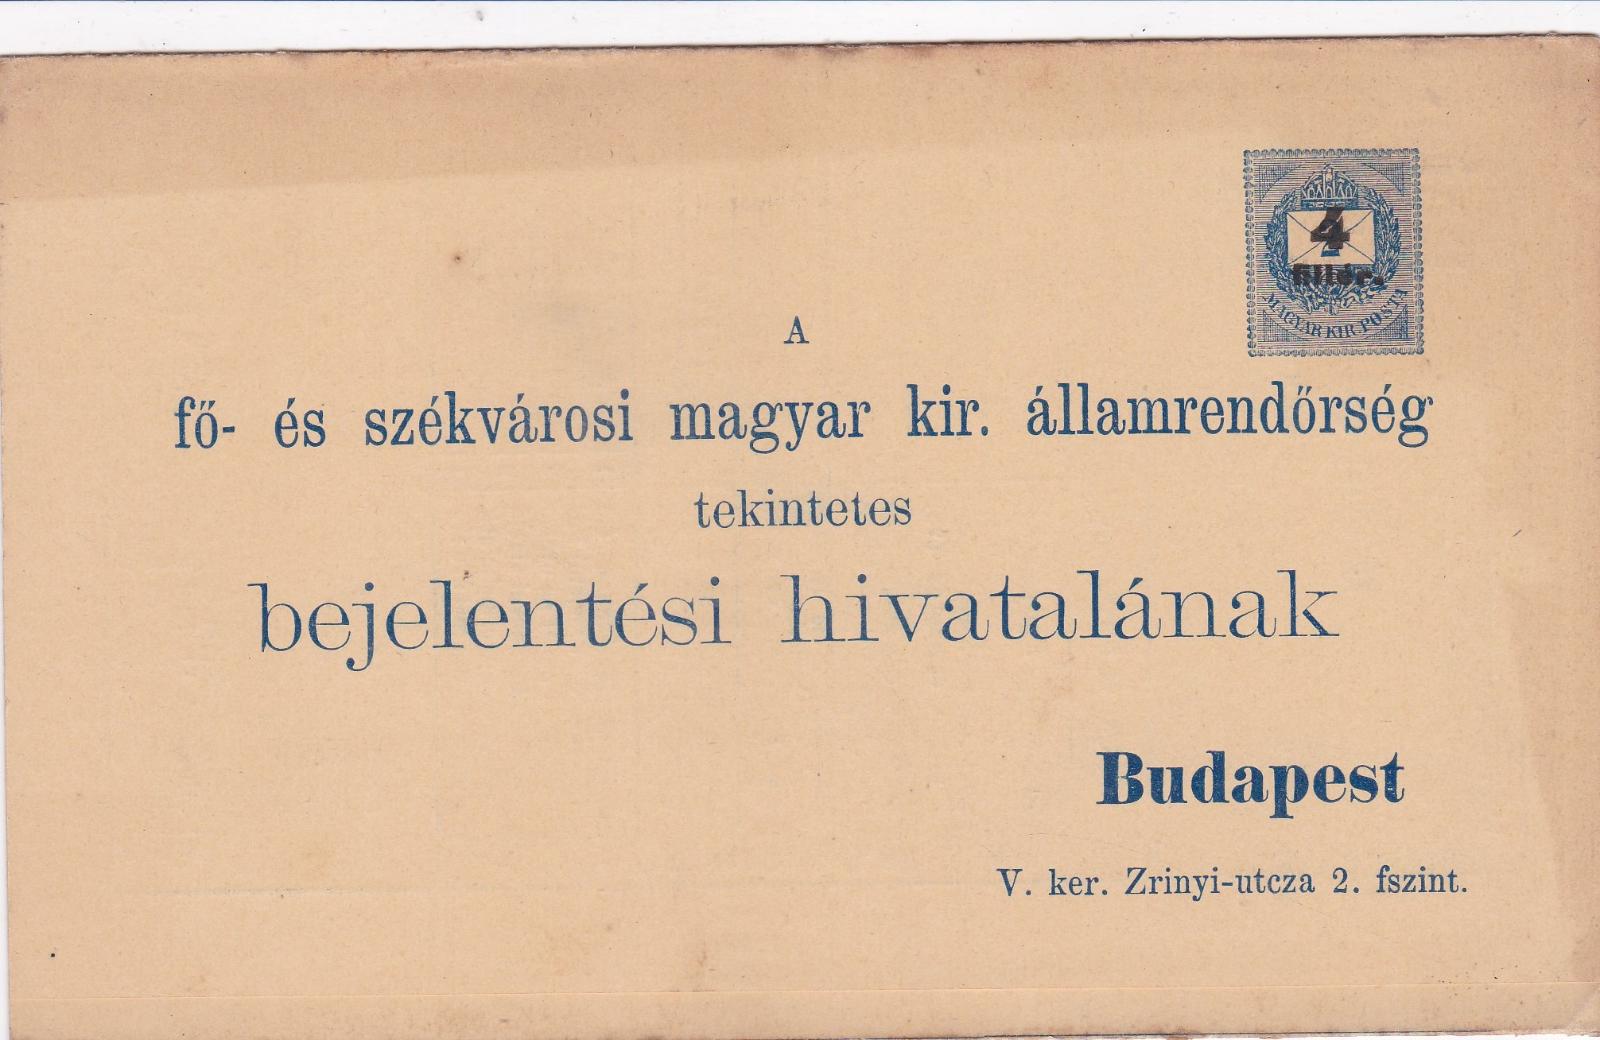 4
fillér.
MAGYAR KIR. POSTA
A
fő- és székvárosi magyar kir. államrendőrség
tekintetes
bejelentési hivatalának
Budapest
V. ker. Zrinyi-utcza 2. fszint.